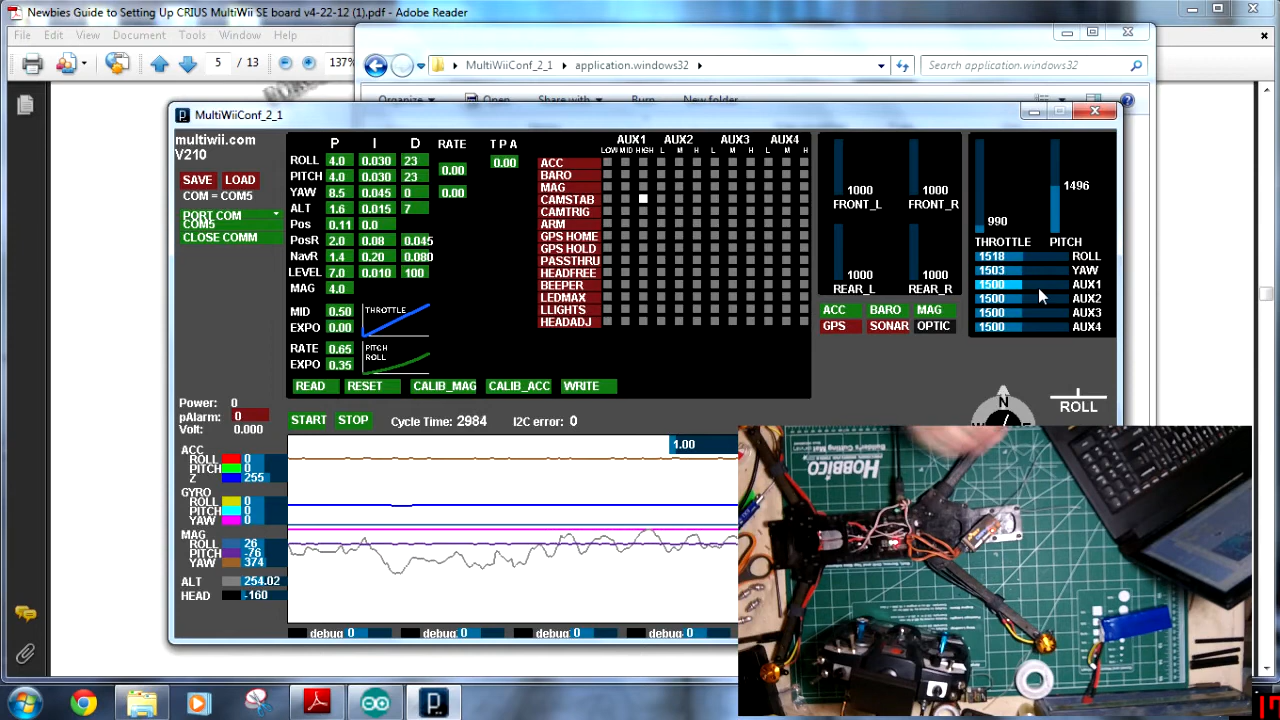 Newbies Guide to Setting Up CRIUS MultiWii SE board v4-22-12 (1).pdf - Adobe Reader
File Edit View Document Tools Window Help
5 / 13 137%
MultiWiiConf_2_1 application.windows32 Search application.windows32
Organize Open Share with Burn New folder
MultiWiiConf_2_1
multiwii.com
V210
SAVE LOAD
COM = COM5
PORT COM
COM5
CLOSE COMM
P I D RATE T P A
ROLL 4.0 0.030 23 0.00 0.00
PITCH 4.0 0.030 23
YAW 8.5 0.045 0 0.00
ALT 1.6 0.015 7
Pos 0.11 0.0
PosR 2.0 0.08 0.045
NavR 1.4 0.20 0.080
LEVEL 7.0 0.010 100
MAG 4.0
MID 0.50 THROTTLE
EXPO 0.00
RATE 0.65 PITCH
EXPO 0.35 ROLL
READ RESET CALIB_MAG CALIB_ACC WRITE
AUX1 AUX2 AUX3 AUX4
LOW MID HIGH L M H L M H L M H
ACC
BARO
MAG
CAMSTAB
CAMTRIG
ARM
GPS HOME
GPS HOLD
PASSTHRU
HEADFREE
BEEPER
LEDMAX
LLIGHTS
HEADADJ
1000 1000
FRONT_L FRONT_R
1000 1000
REAR_L REAR_R
ACC BARO MAG
GPS SONAR OPTIC
1496
990
THROTTLE PITCH
1518 ROLL
1503 YAW
1500 AUX1
1500 AUX2
1500 AUX3
1500 AUX4
N
ROLL
Power: 0
pAlarm: 0
Volt: 0.000
START STOP Cycle Time: 2984 I2C error: 0
1.00
ACC
ROLL 0
PITCH 0
Z 255
GYRO
ROLL 0
PITCH 0
YAW 0
MAG
ROLL 26
PITCH -76
YAW 374
ALT 254.02
HEAD -160
debug 0 debug 0 debug 0 debug 0
HOBBICO